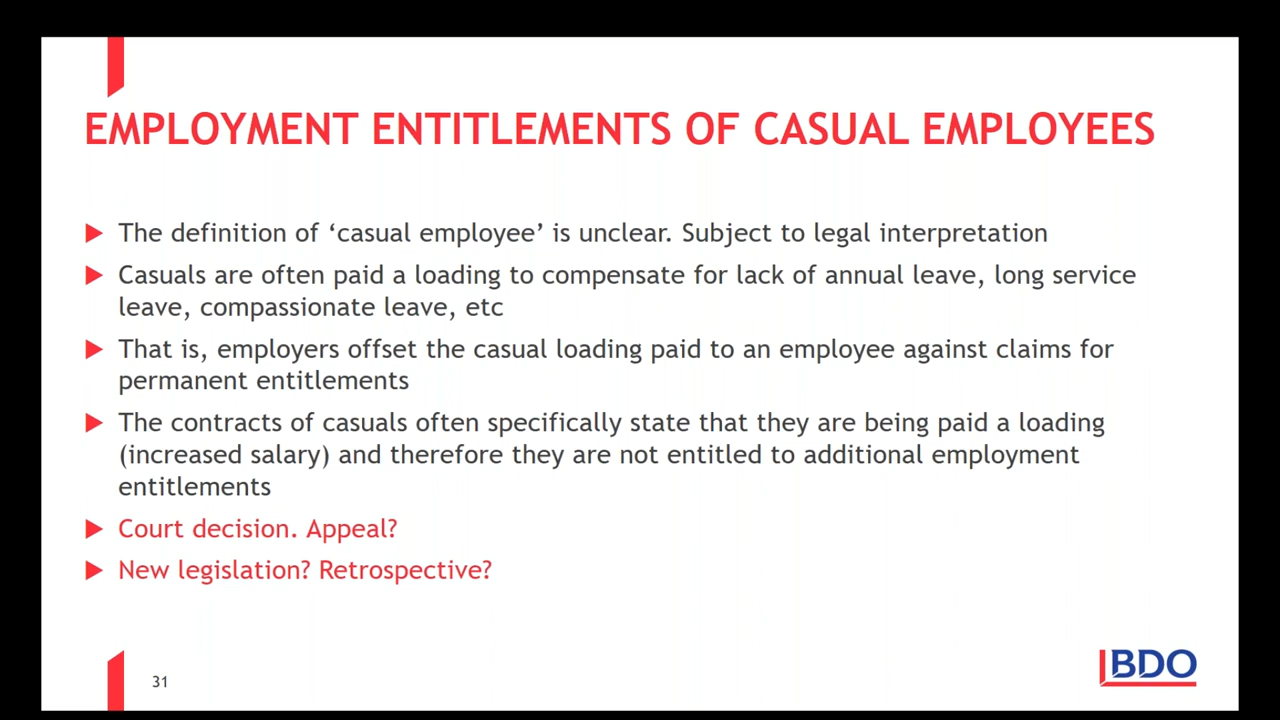 EMPLOYMENT ENTITLEMENTS OF CASUAL EMPLOYEES
The definition of ‘casual employee’ is unclear. Subject to legal interpretation
Casuals are often paid a loading to compensate for lack of annual leave, long service
leave, compassionate leave, etc
That is, employers offset the casual loading paid to an employee against claims for
permanent entitlements
The contracts of casuals often specifically state that they are being paid a loading
(increased salary) and therefore they are not entitled to additional employment
entitlements
Court decision. Appeal?
New legislation? Retrospective?
31
BDO